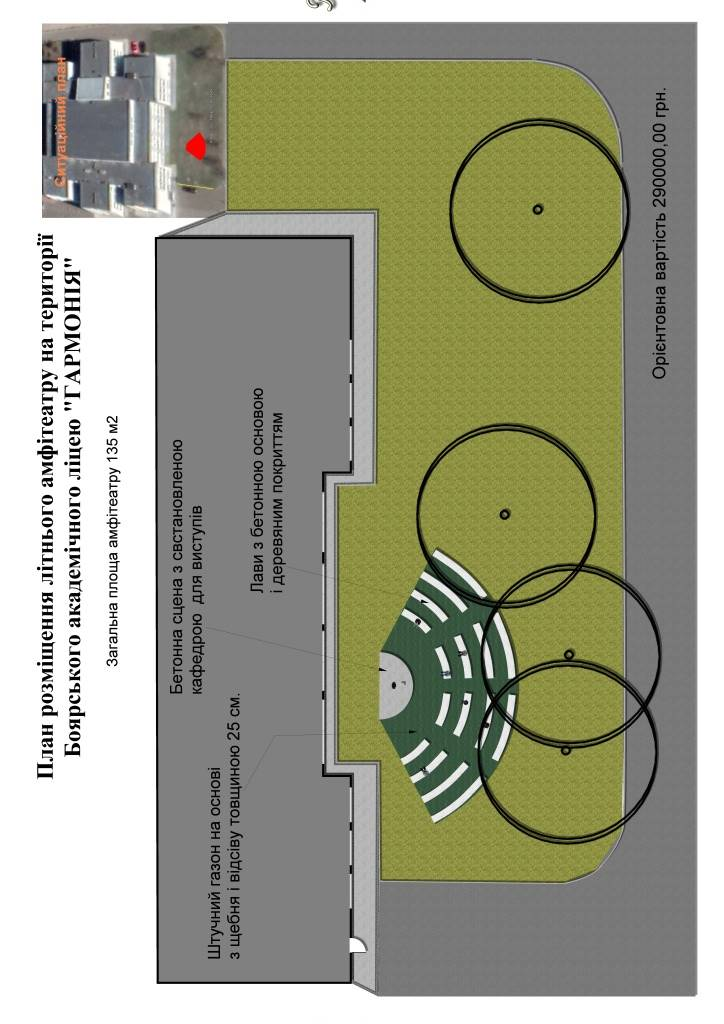 План розміщення літнього амфітеатру на території
Боярського академічного ліцею "ГАРМОНІЯ"
Ситуаційний план
Загальна площа амфітеатру 135 м2
Бетонна сцена з свстановленою
кафедрою для виступів
Лави з бетонною основою
і деревяним покриттям
Штучний газон на основі
з щебня і відсіву товщиною 25 см.
Орієнтовна вартість 290000,00 грн.